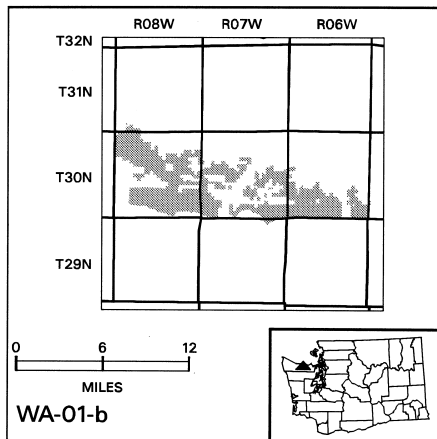 R08W R07W R06W
T32N
T31N
T30N
T29N
0 6 12
MILES
WA-01-b